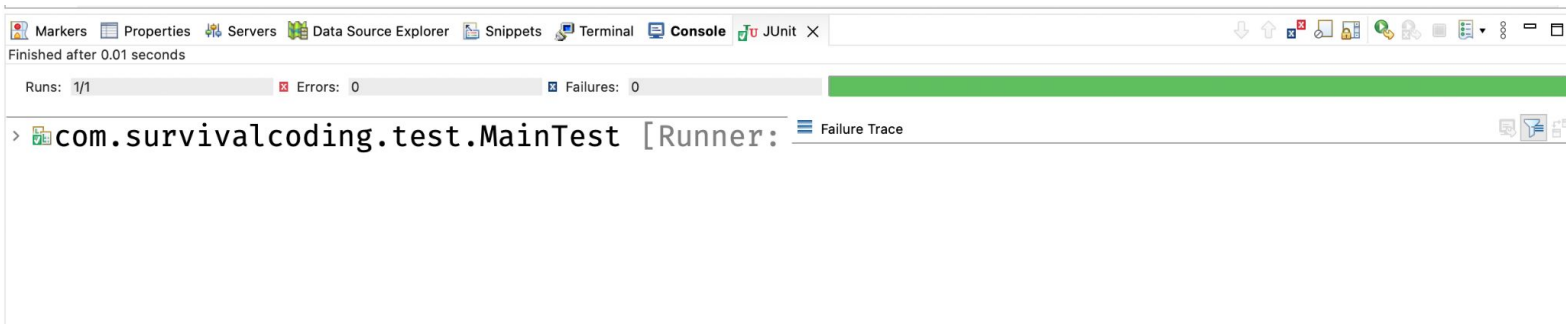 Markers Properties Servers Data Source Explorer Snippets Terminal Console JU JUnit
Finished after 0.01 seconds
Runs: 1/1 Errors: 0 Failures: 0
com.survivalcoding.test.MainTest [Runner:
Failure Trace